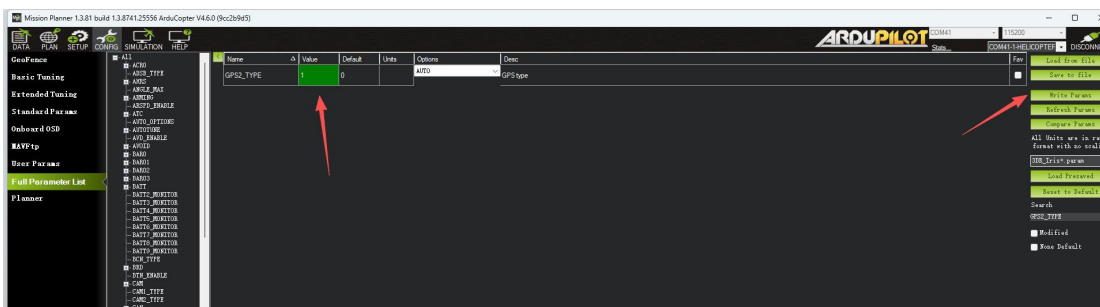 Mission Planner 1.3.81 build 1.3.8741.25556 ArduCopter V4.6.0 (9cc2b9d5)
DATA PLAN SETUP CONFIG SIMULATION HELP
ARDUPILOT
COM41 115200
Stats... COM41-1-HELICOPTER DISCONNE
GeoFence
Basic Tuning
Extended Tuning
Standard Params
Onboard OSD
MAVFtp
User Params
Full Parameter List
Planner
All
ACRO
ADSB_TYPE
AHRS
ANGLE_MAX
ARMING
ARSPD_ENABLE
ATC
AUTO_OPTIONS
AUTOTUNE
AVD_ENABLE
AVOID
BARO
BARO1
BARO2
BARO3
BATT
BATT2_MONITOR
BATT3_MONITOR
BATT4_MONITOR
BATT5_MONITOR
BATT6_MONITOR
BATT7_MONITOR
BATT8_MONITOR
BATT9_MONITOR
BCN_TYPE
BRD
BTN_ENABLE
CAM
CAM1_TYPE
CAM2_TYPE
CAN
Name Value Default Units Options Desc Fav
GPS2_TYPE 1 0 AUTO GPS type
Load from file
Save to file
Write Params
Refresh Params
Compare Params
All Units are in ra
format with no scali
3DR_Iris+.param
Load Presaved
Reset to Default
Search
GPS2_TYPE
Modified
None Default